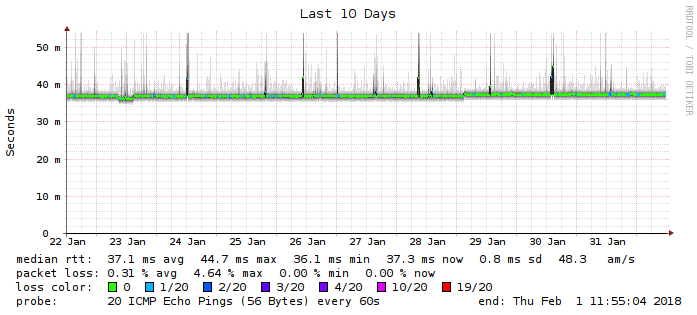 Last 10 Days
RRDTOOL / TOBI OETIKER
Seconds
50 m
40 m
30 m
20 m
10 m
0
22 Jan 23 Jan 24 Jan 25 Jan 26 Jan 27 Jan 28 Jan 29 Jan 30 Jan 31 Jan
median rtt: 37.1 ms avg 44.7 ms max 36.1 ms min 37.3 ms now 0.8 ms sd 48.3 am/s
packet loss: 0.31 % avg 4.64 % max 0.00 % min 0.00 % now
loss color: 0 1/20 2/20 3/20 4/20 10/20 19/20
probe: 20 ICMP Echo Pings (56 Bytes) every 60s end: Thu Feb 1 11:55:04 2018